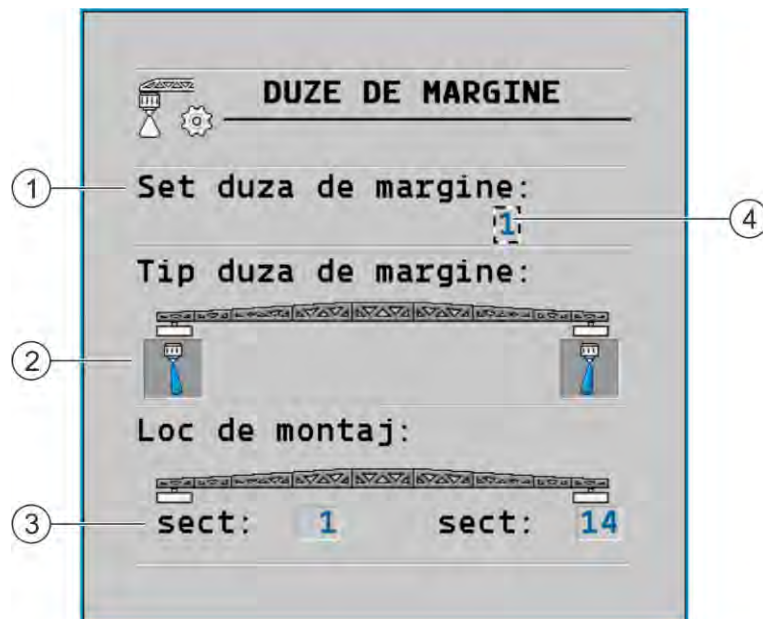 DUZE DE MARGINE
1 Set duza de margine:
1 4
Tip duza de margine:
2
Loc de montaj:
3 sect: 1 sect: 14